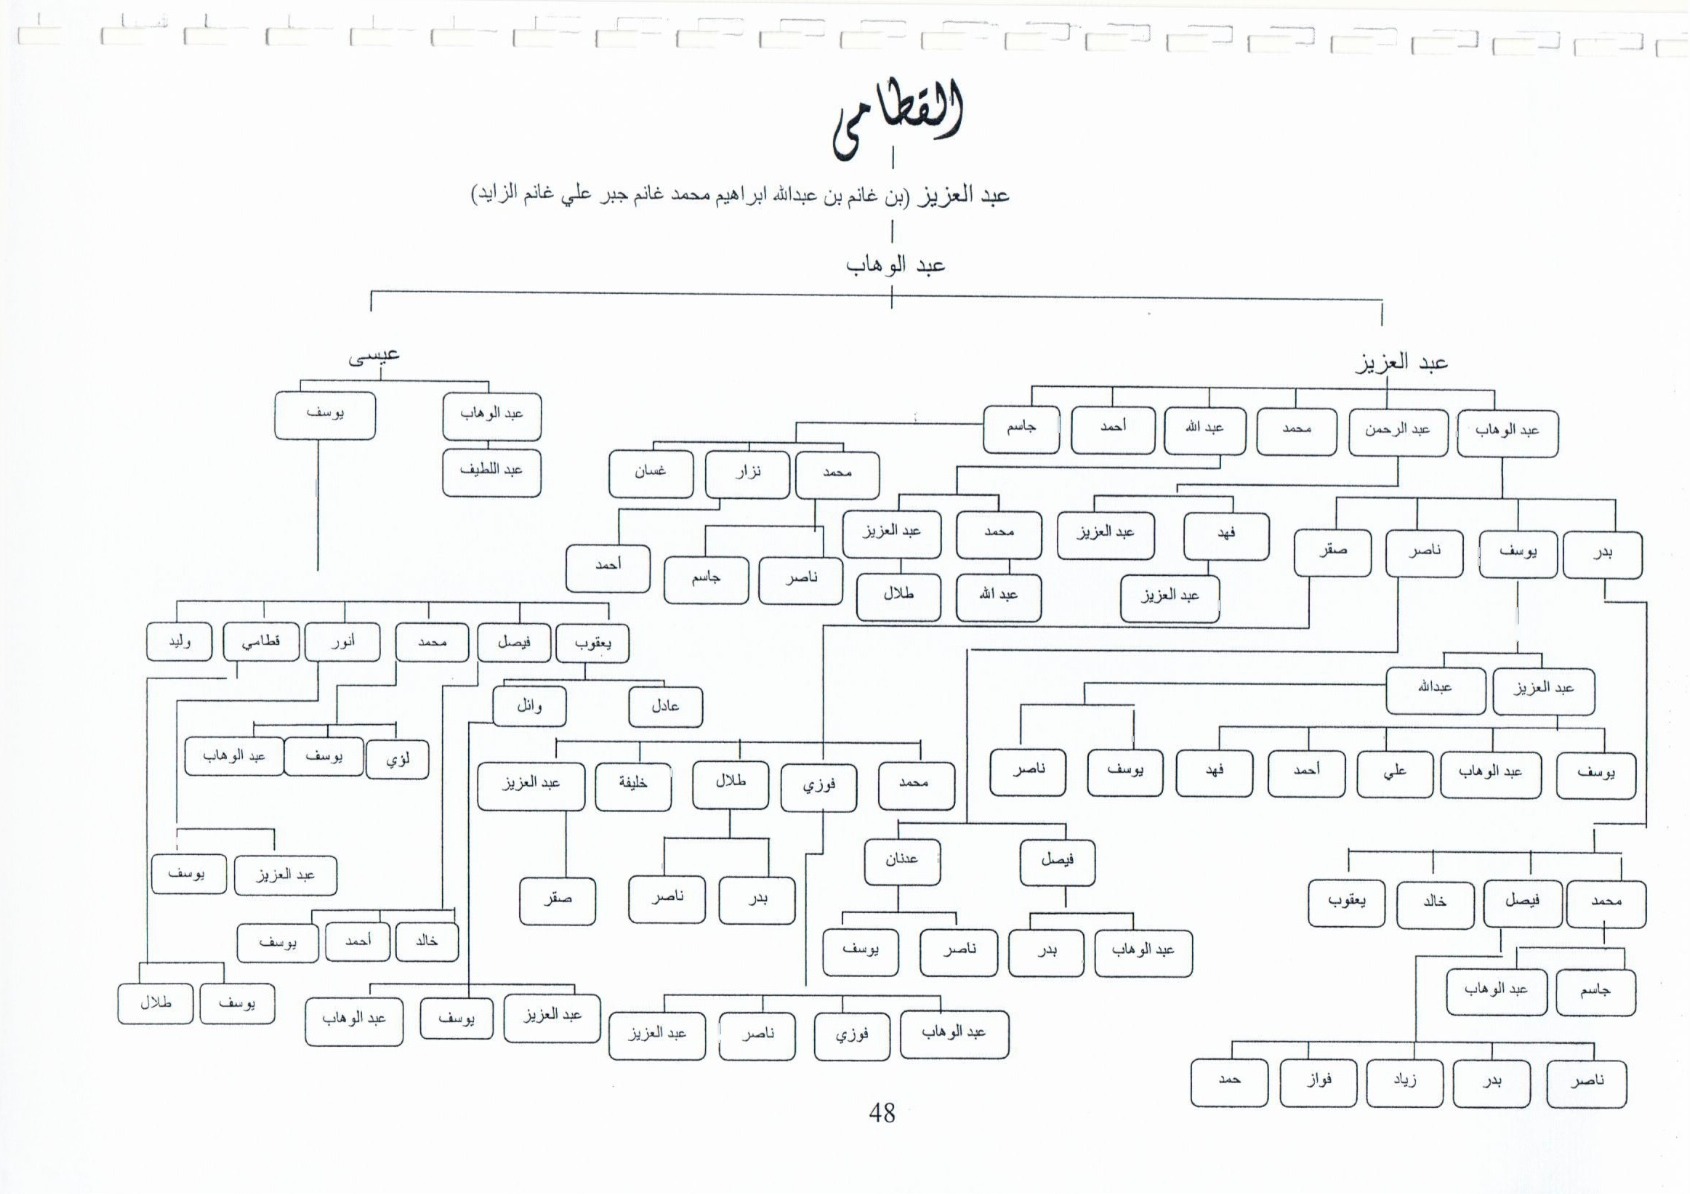 القطامي
عبد العزيز (بن غانم بن عبدالله ابراهيم محمد غانم جبر علي غانم الزايد)
عبد الوهاب
عبد العزيز
عيسى
عبد الوهاب
عبد الرحمن
محمد
عبد الله
أحمد
جاسم
عبد الوهاب
يوسف
محمد
نزار
غسان
عبد اللطيف
بدر
يوسف
ناصر
صقر
فهد
عبد العزيز
محمد
عبد العزيز
ناصر
جاسم
أحمد
عبد العزيز
عبد الله
طلال
يعقوب
فيصل
محمد
أنور
قطامي
وليد
عبد العزيز
عبدالله
عادل
وائل
يوسف
عبد الوهاب
علي
أحمد
فهد
يوسف
ناصر
محمد
فوزي
طلال
خليفة
عبد العزيز
لؤي
يوسف
عبد الوهاب
محمد
فيصل
خالد
يعقوب
فيصل
عدنان
بدر
ناصر
صقر
عبد العزيز
يوسف
عبد الوهاب
بدر
ناصر
يوسف
خالد
أحمد
يوسف
جاسم
عبد الوهاب
عبد الوهاب
فوزي
ناصر
عبد العزيز
عبد العزيز
يوسف
عبد الوهاب
يوسف
طلال
ناصر
بدر
زياد
فواز
حمد
48